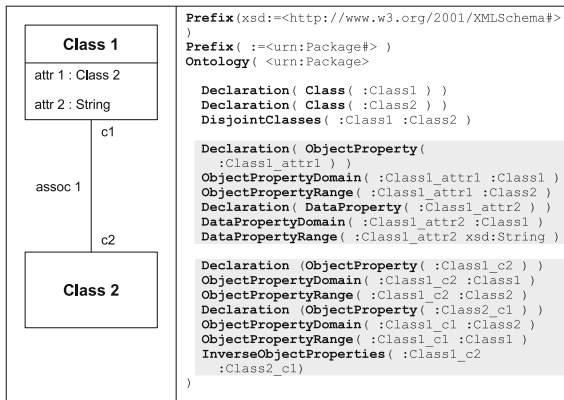 Class 1
attr 1 : Class 2
attr 2 : String
c1
assoc 1
c2
Class 2
Prefix(xsd:=<http://www.w3.org/2001/XMLSchema#>
)
Prefix( :=<urn:Package#> )
Ontology( <urn:Package>
Declaration( Class( :Class1 ) )
Declaration( Class( :Class2 ) )
DisjointClasses( :Class1 :Class2 )
Declaration( ObjectProperty(
:Class1_attr1 ) )
ObjectPropertyDomain( :Class1_attr1 :Class1 )
ObjectPropertyRange( :Class1_attr1 :Class2 )
Declaration( DataProperty( :Class1_attr2 ) )
DataPropertyDomain( :Class1_attr2 :Class1 )
DataPropertyRange( :Class1_attr2 xsd:String )
Declaration (ObjectProperty( :Class1_c2 ) )
ObjectPropertyDomain( :Class1_c2 :Class1 )
ObjectPropertyRange( :Class1_c2 :Class2 )
Declaration (ObjectProperty( :Class2_c1 ) )
ObjectPropertyDomain( :Class1_c1 :Class2 )
ObjectPropertyRange( :Class1_c1 :Class1 )
InverseObjectProperties( :Class1_c2
:Class2_c1)
)